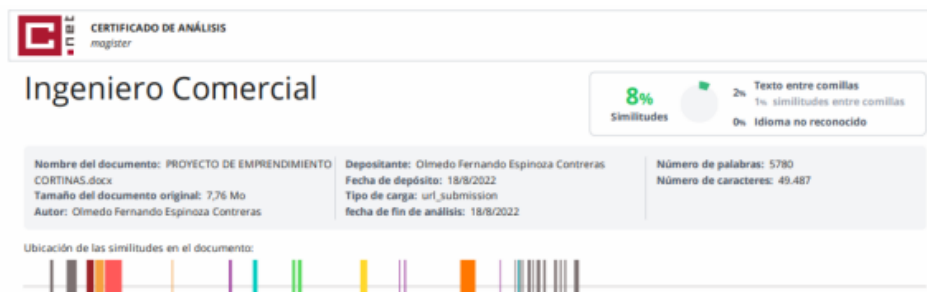 C .net
CERTIFICADO DE ANÁLISIS
magister
Ingeniero Comercial
8%
Similitudes
2% Texto entre comillas
1% similitudes entre comillas
0% Idioma no reconocido
Nombre del documento: PROYECTO DE EMPRENDIMIENTO
CORTINAS.docx
Tamaño del documento original: 7,76 Mo
Autor: Olmedo Fernando Espinoza Contreras
Depositante: Olmedo Fernando Espinoza Contreras
Fecha de depósito: 18/8/2022
Tipo de carga: url_submission
fecha de fin de análisis: 18/8/2022
Número de palabras: 5780
Número de caracteres: 49.487
Ubicación de las similitudes en el documento: